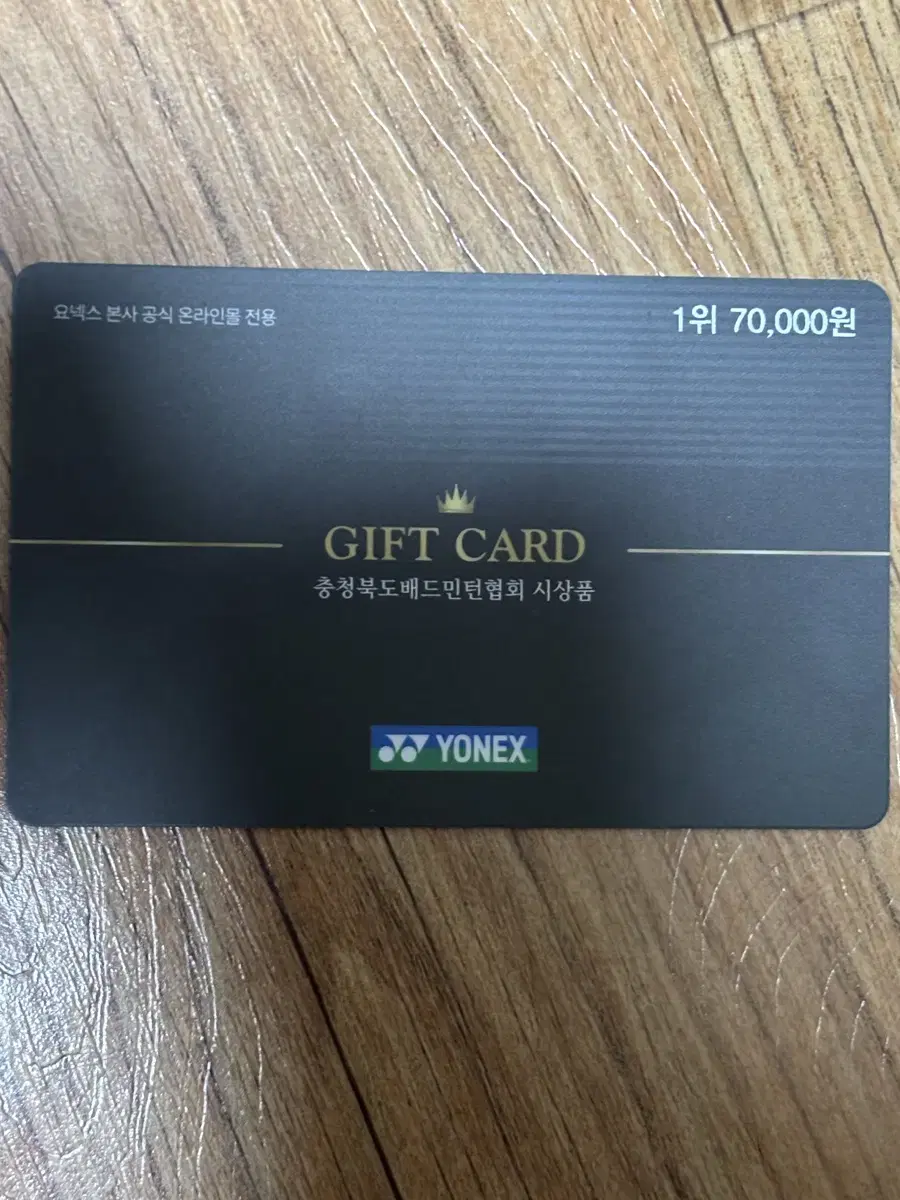 요넥스 본사 공식 온라인몰 전용
1위 70,000원
GIFT CARD
충청북도배드민턴협회 시상품
YONEX